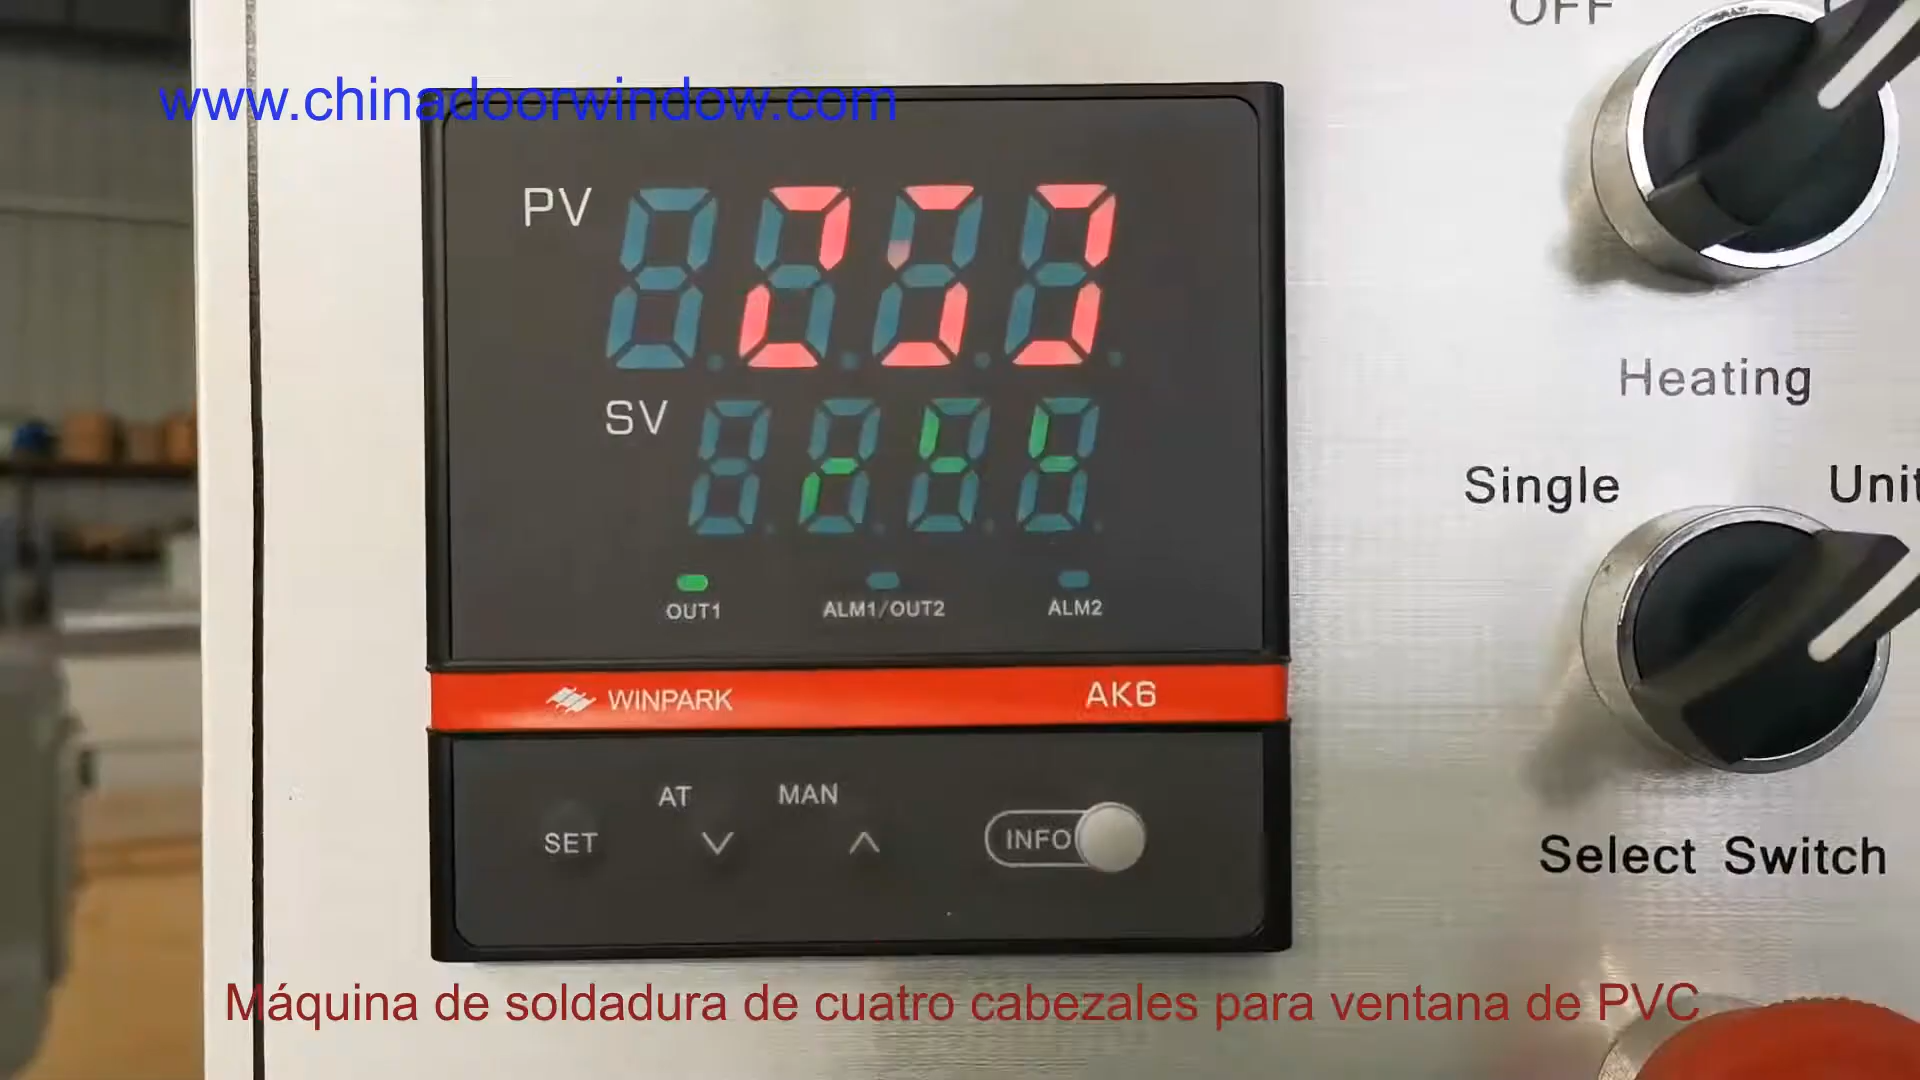 OFF
www.chinadoorwindow.com
PV
SV
Heating
Single Unit
OUT1 ALM1/OUT2 ALM2
WINPARK AK6
AT MAN
SET INFO
Select Switch
Máquina de soldadura de cuatro cabezales para ventana de PVC